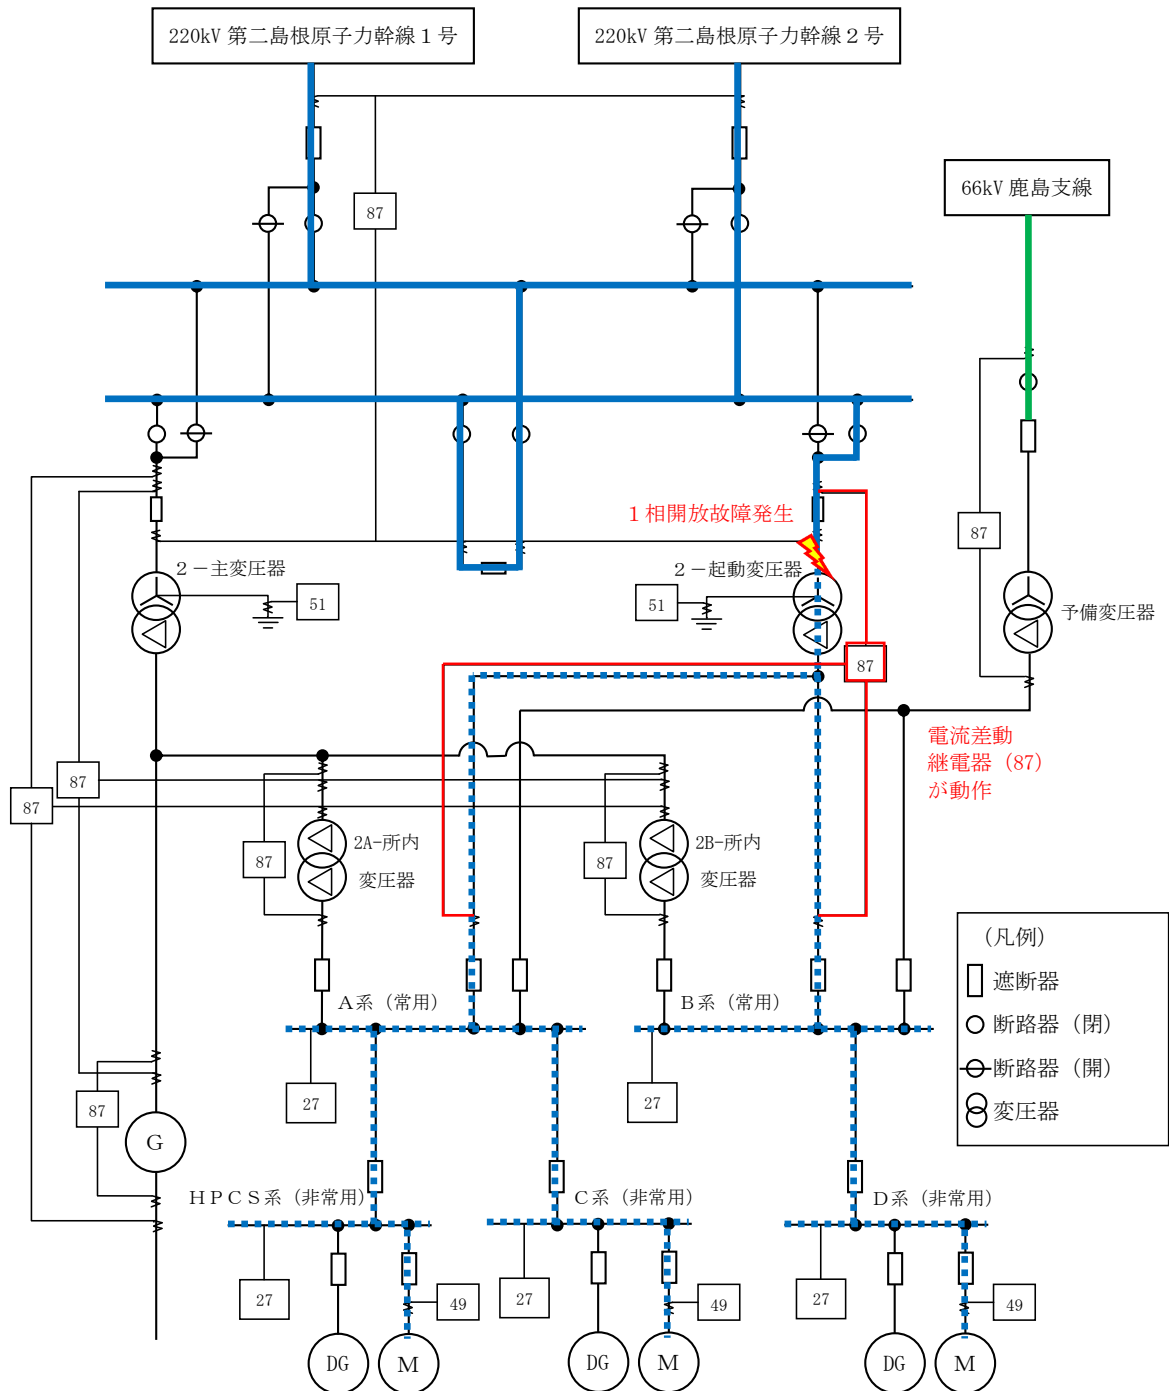 220kV 第二島根原子力幹線１号
220kV 第二島根原子力幹線２号
66kV 鹿島支線
87
87
１相開放故障発生
２－主変圧器
２－起動変圧器
51
51
予備変圧器
87
電流差動
継電器（87）
が動作
87
87
87
87
2A-所内
変圧器
2B-所内
変圧器
（凡例）
遮断器
断路器（閉）
断路器（開）
変圧器
Ａ系（常用）
Ｂ系（常用）
27
27
87
G
ＨＰＣＳ系（非常用）
Ｃ系（非常用）
Ｄ系（非常用）
27
49
27
49
27
49
DG
M
DG
M
DG
M